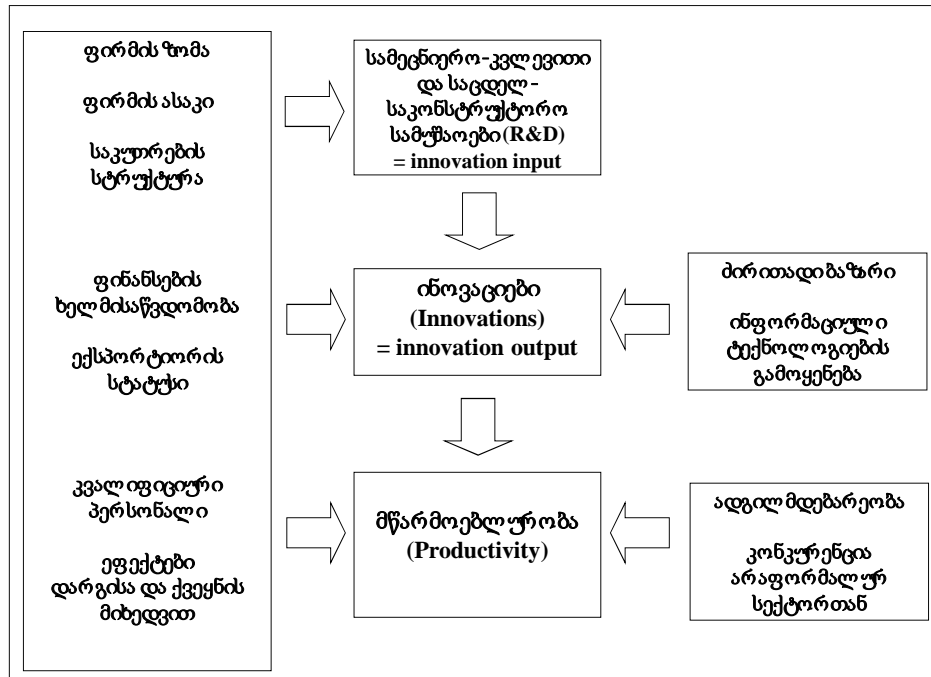 ფირმის ზომა
ფირმის ასაკი
საკუთრების
სტრუქტურა
ფინანსების
ხელმისაწვდომობა
ექსპორტიორის
სტატუსი
კვალიფიციური
პერსონალი
ეფექტები
დარგისა და ქვეყნის
მიხედვით
სამეცნიერო-კვლევითი
და საცდელ-
საკონსტრუქტორო
სამუშაოები (R&D)
= innovation input
ინოვაციები
(Innovations)
= innovation output
მწარმოებლურობა
(Productivity)
ძირითადი ბაზარი
ინფორმაციული
ტექნოლოგიების
გამოყენება
ადგილმდებარეობა
კონკურენცია
არაფორმალურ
სექტორთან